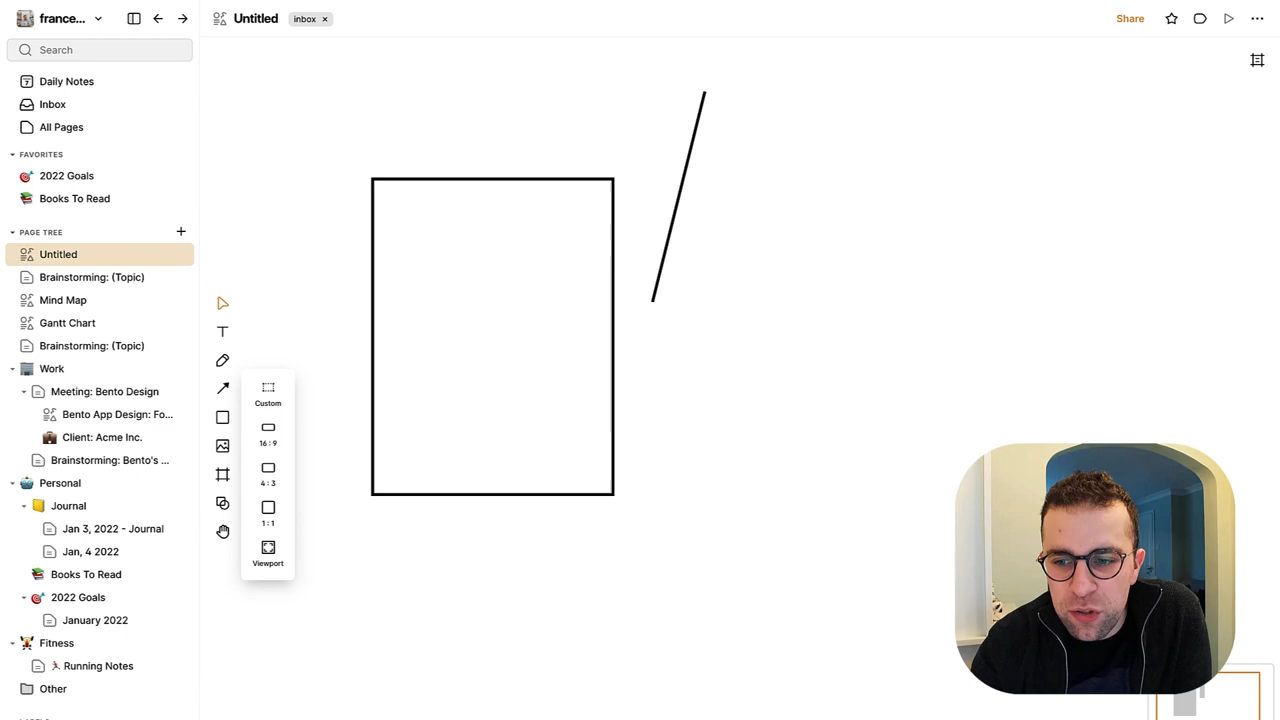 france...
Untitled
inbox ×
Share
Search
7
Daily Notes
Inbox
All Pages
FAVORITES
2022 Goals
Books To Read
PAGE TREE
Untitled
Brainstorming: (Topic)
Mind Map
Gantt Chart
Brainstorming: (Topic)
Work
Meeting: Bento Design
Bento App Design: Fo...
Client: Acme Inc.
Brainstorming: Bento's ...
Personal
Journal
Jan 3, 2022 - Journal
Jan, 4 2022
Books To Read
2022 Goals
January 2022
Fitness
Running Notes
Other
Custom
16 : 9
4 : 3
1 : 1
Viewport